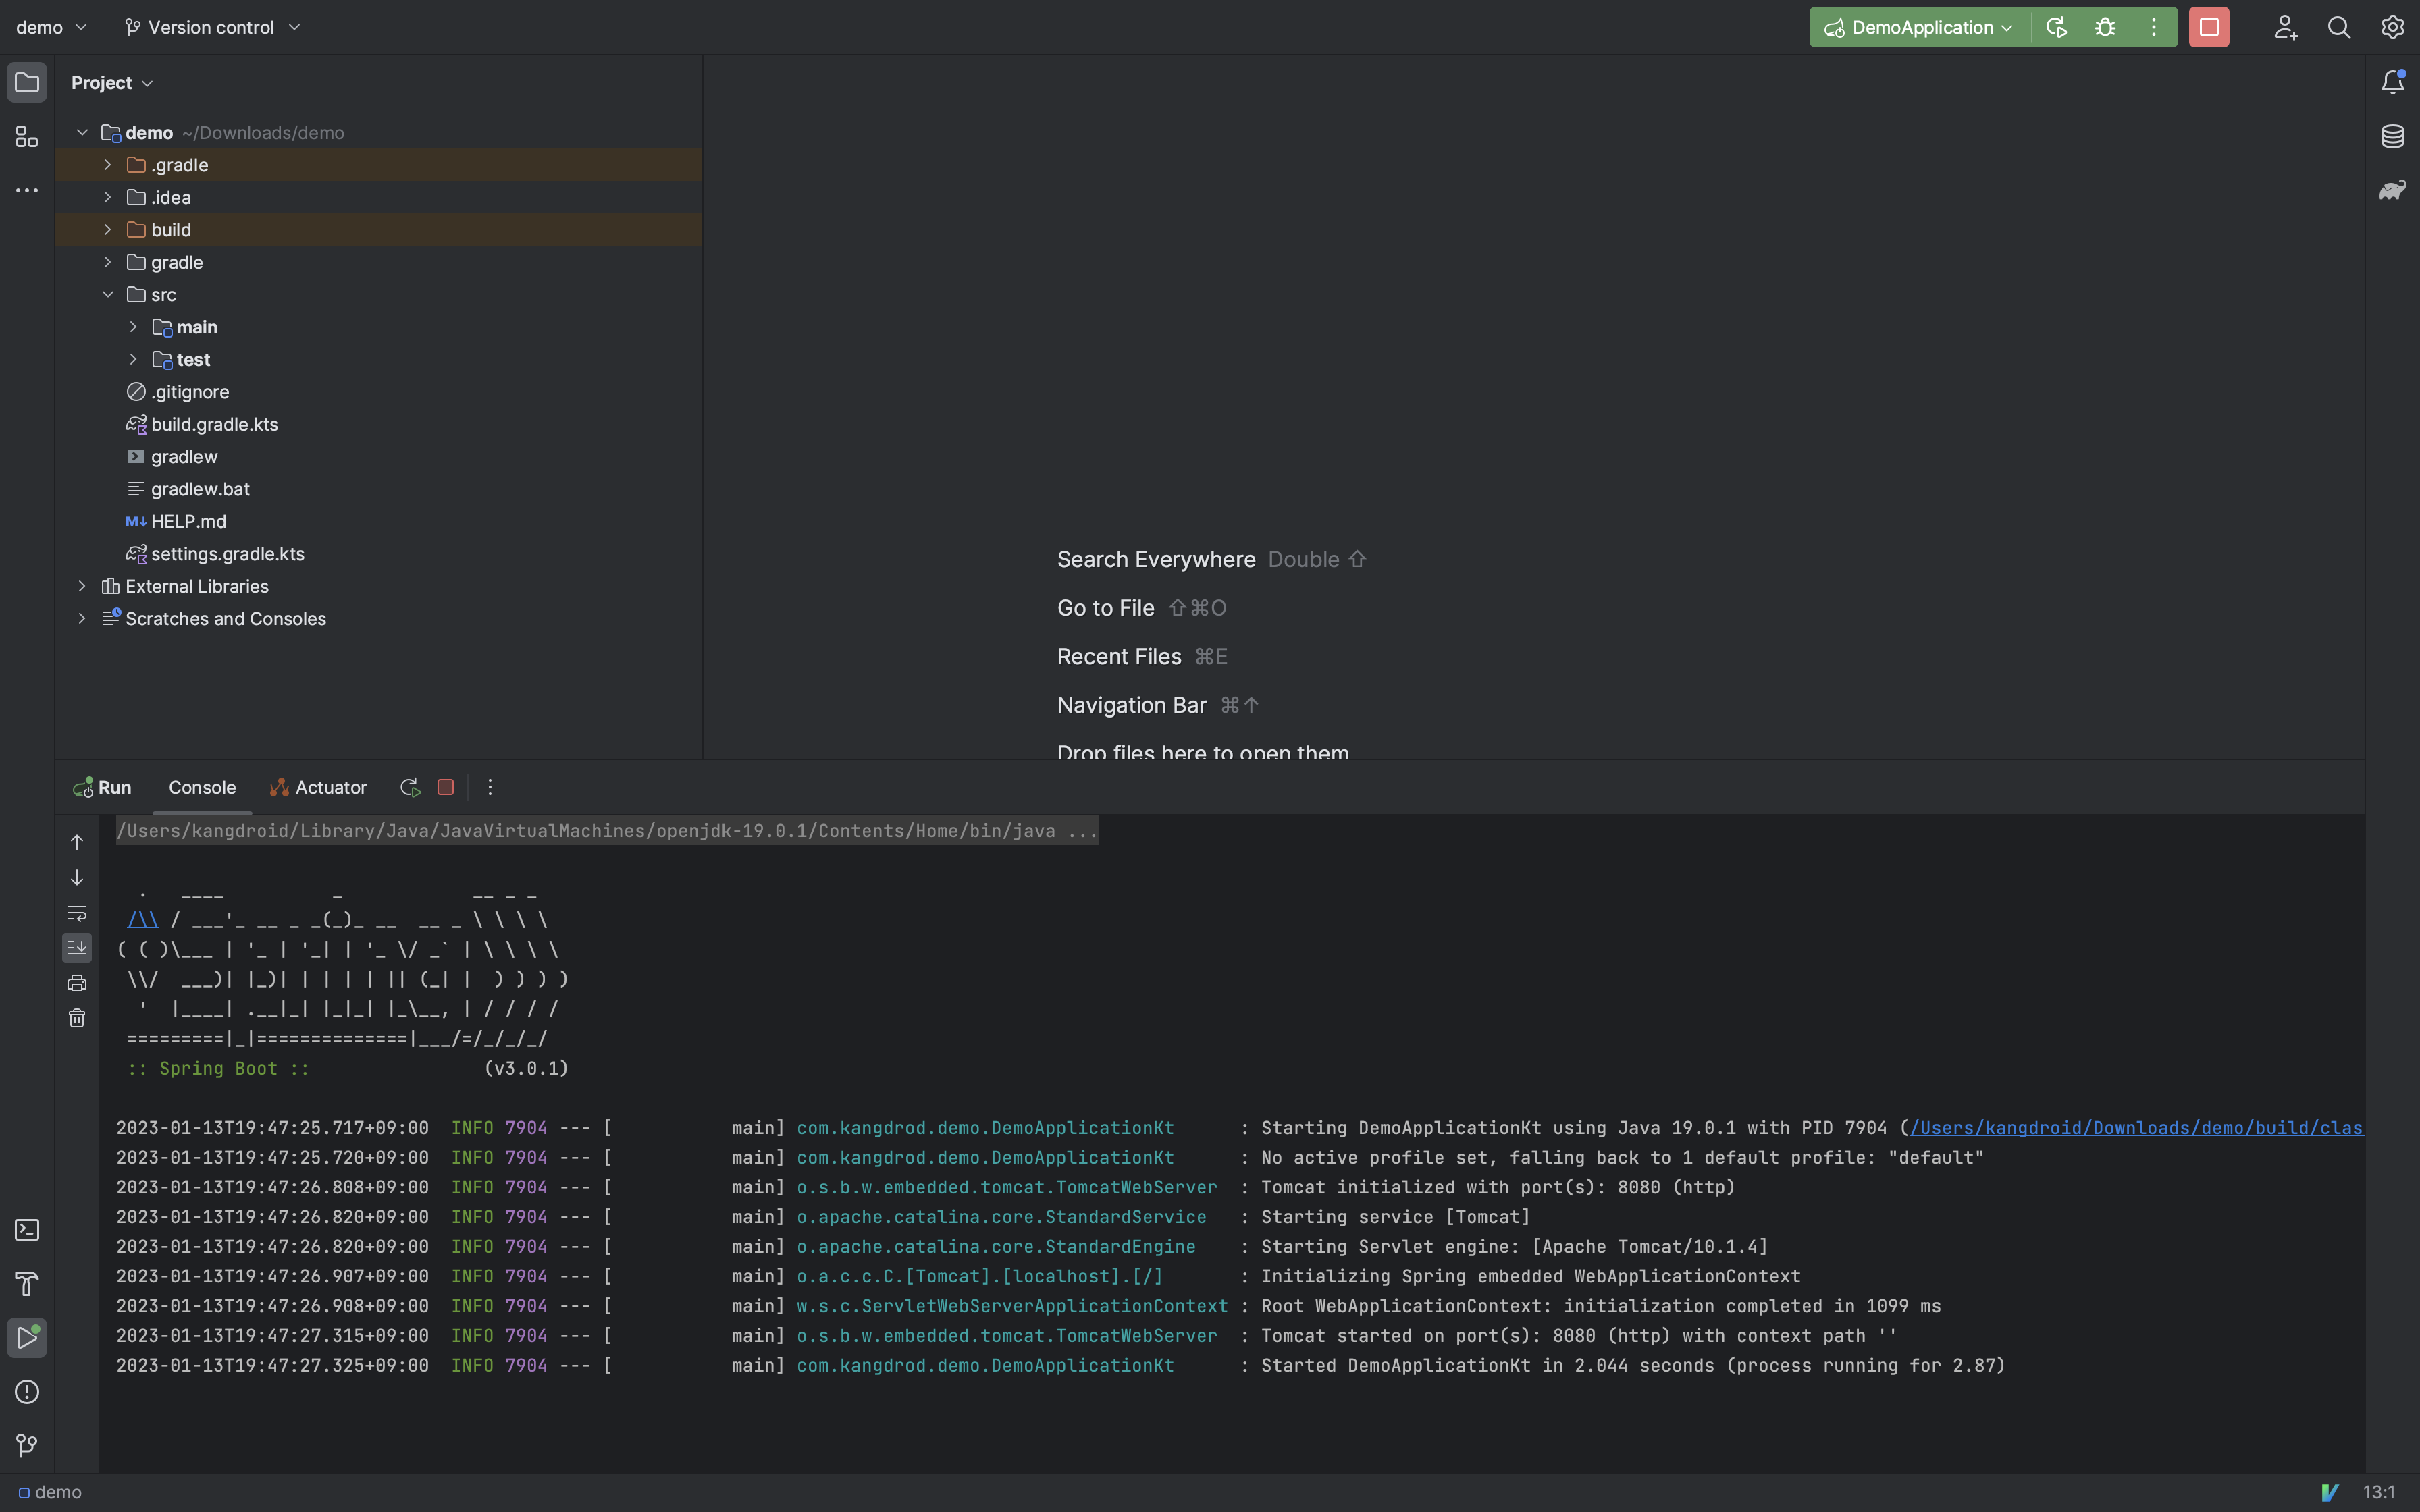 demo
Version control
DemoApplication
Project
demo ~/Downloads/demo
.gradle
.idea
build
gradle
src
main
test
.gitignore
build.gradle.kts
gradlew
gradlew.bat
M↓ HELP.md
settings.gradle.kts
External Libraries
Scratches and Consoles
Search Everywhere Double ⇧
Go to File ⇧⌘O
Recent Files ⌘E
Navigation Bar ⌘↑
Drop files here to open them
Run Console Actuator
/Users/kangdroid/Library/Java/JavaVirtualMachines/openjdk-19.0.1/Contents/Home/bin/java ...
  .   ____          _            __ _ _
 /\\ / ___'_ __ _ _(_)_ __  __ _ \ \ \ \
( ( )\___ | '_ | '_| | '_ \/ _` | \ \ \ \
 \\/  ___)| |_)| | | | | || (_| |  ) ) ) )
  '  |____| .__|_| |_|_| |_\__, | / / / /
 =========|_|==============|___/=/_/_/_/
 :: Spring Boot ::                (v3.0.1)
2023-01-13T19:47:25.717+09:00  INFO 7904 --- [           main] com.kangdrod.demo.DemoApplicationKt      : Starting DemoApplicationKt using Java 19.0.1 with PID 7904 (/Users/kangdroid/Downloads/demo/build/clas
2023-01-13T19:47:25.720+09:00  INFO 7904 --- [           main] com.kangdrod.demo.DemoApplicationKt      : No active profile set, falling back to 1 default profile: "default"
2023-01-13T19:47:26.808+09:00  INFO 7904 --- [           main] o.s.b.w.embedded.tomcat.TomcatWebServer  : Tomcat initialized with port(s): 8080 (http)
2023-01-13T19:47:26.820+09:00  INFO 7904 --- [           main] o.apache.catalina.core.StandardService   : Starting service [Tomcat]
2023-01-13T19:47:26.820+09:00  INFO 7904 --- [           main] o.apache.catalina.core.StandardEngine    : Starting Servlet engine: [Apache Tomcat/10.1.4]
2023-01-13T19:47:26.907+09:00  INFO 7904 --- [           main] o.a.c.c.C.[Tomcat].[localhost].[/]       : Initializing Spring embedded WebApplicationContext
2023-01-13T19:47:26.908+09:00  INFO 7904 --- [           main] w.s.c.ServletWebServerApplicationContext : Root WebApplicationContext: initialization completed in 1099 ms
2023-01-13T19:47:27.315+09:00  INFO 7904 --- [           main] o.s.b.w.embedded.tomcat.TomcatWebServer  : Tomcat started on port(s): 8080 (http) with context path ''
2023-01-13T19:47:27.325+09:00  INFO 7904 --- [           main] com.kangdrod.demo.DemoApplicationKt      : Started DemoApplicationKt in 2.044 seconds (process running for 2.87)
demo
13:1